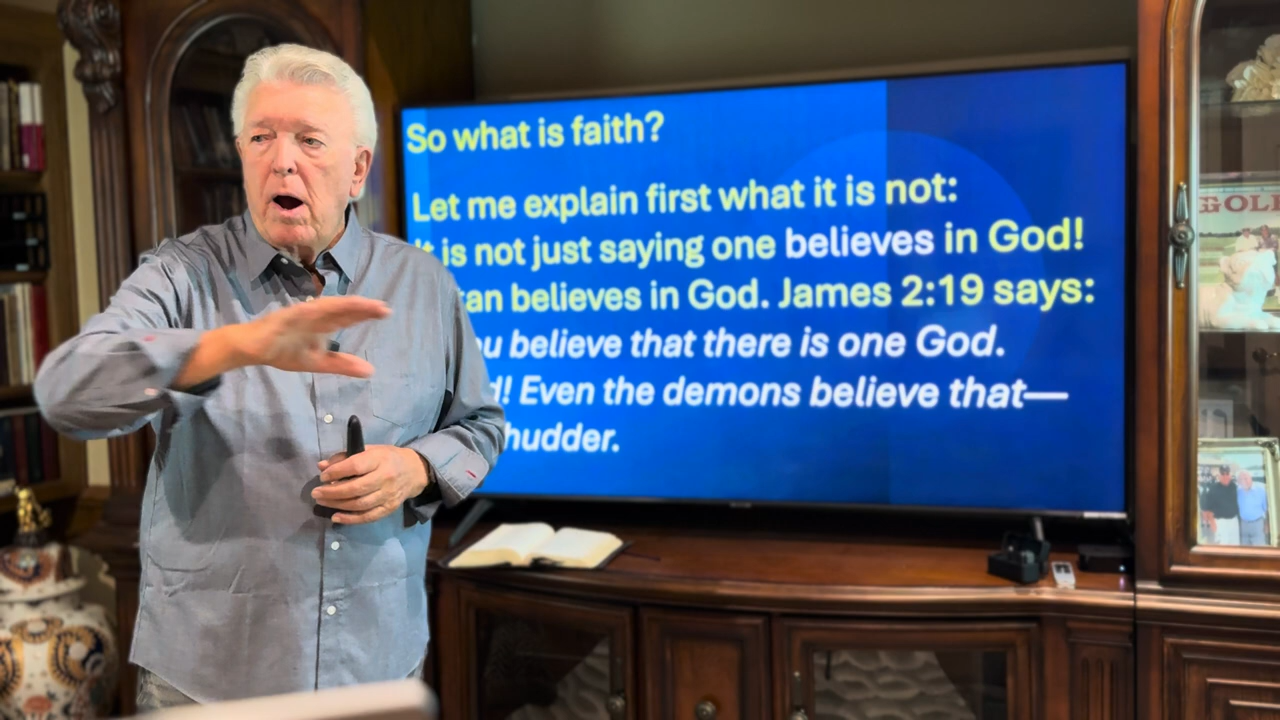 So what is faith?
Let me explain first what it is not:
It is not just saying one believes in God!
believes in God. James 2:19 says:
believe that there is one God.
Even the demons believe that—
GOLF